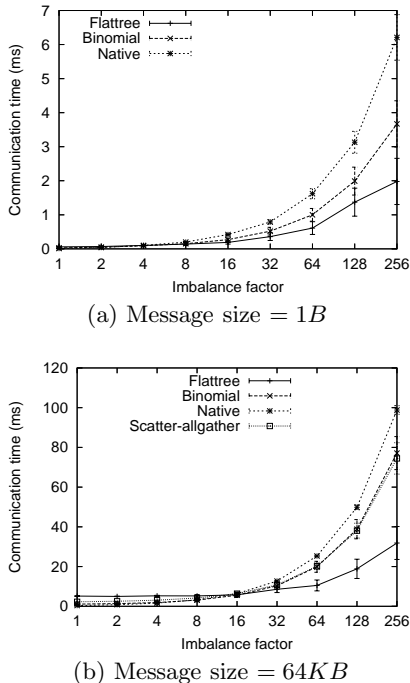 Communication time (ms)
7
6
5
4
3
2
1
0
Flattree
Binomial
Native
1 2 4 8 16 32 64 128 256
Imbalance factor
(a) Message size = 1B
Communication time (ms)
120
100
80
60
40
20
0
Flattree
Binomial
Native
Scatter-allgather
1 2 4 8 16 32 64 128 256
Imbalance factor
(b) Message size = 64KB